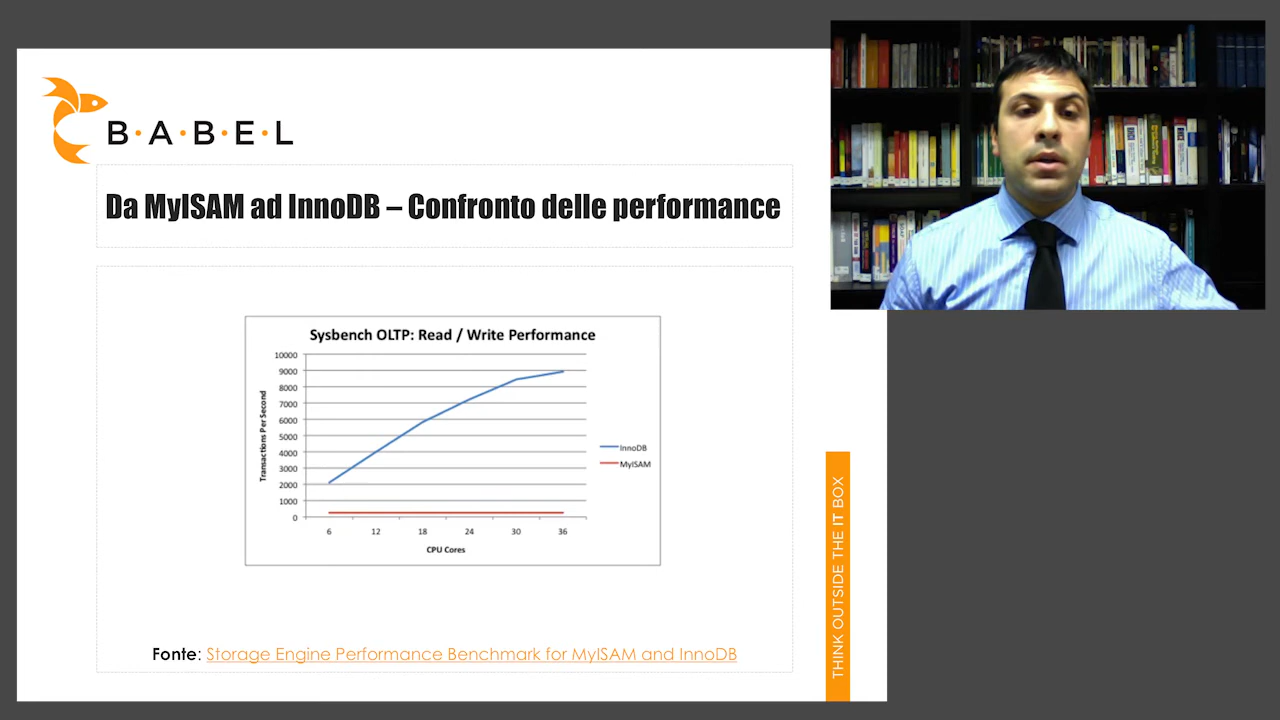 B·A·B·E·L
Da MyISAM ad InnoDB – Confronto delle performance
Sysbench OLTP: Read / Write Performance
Transactions Per Second
10000
9000
8000
7000
6000
5000
4000
3000
2000
1000
0
6 12 18 24 30 36
CPU Cores
InnoDB
MyISAM
Fonte: Storage Engine Performance Benchmark for MyISAM and InnoDB
THINK OUTSIDE THE IT BOX